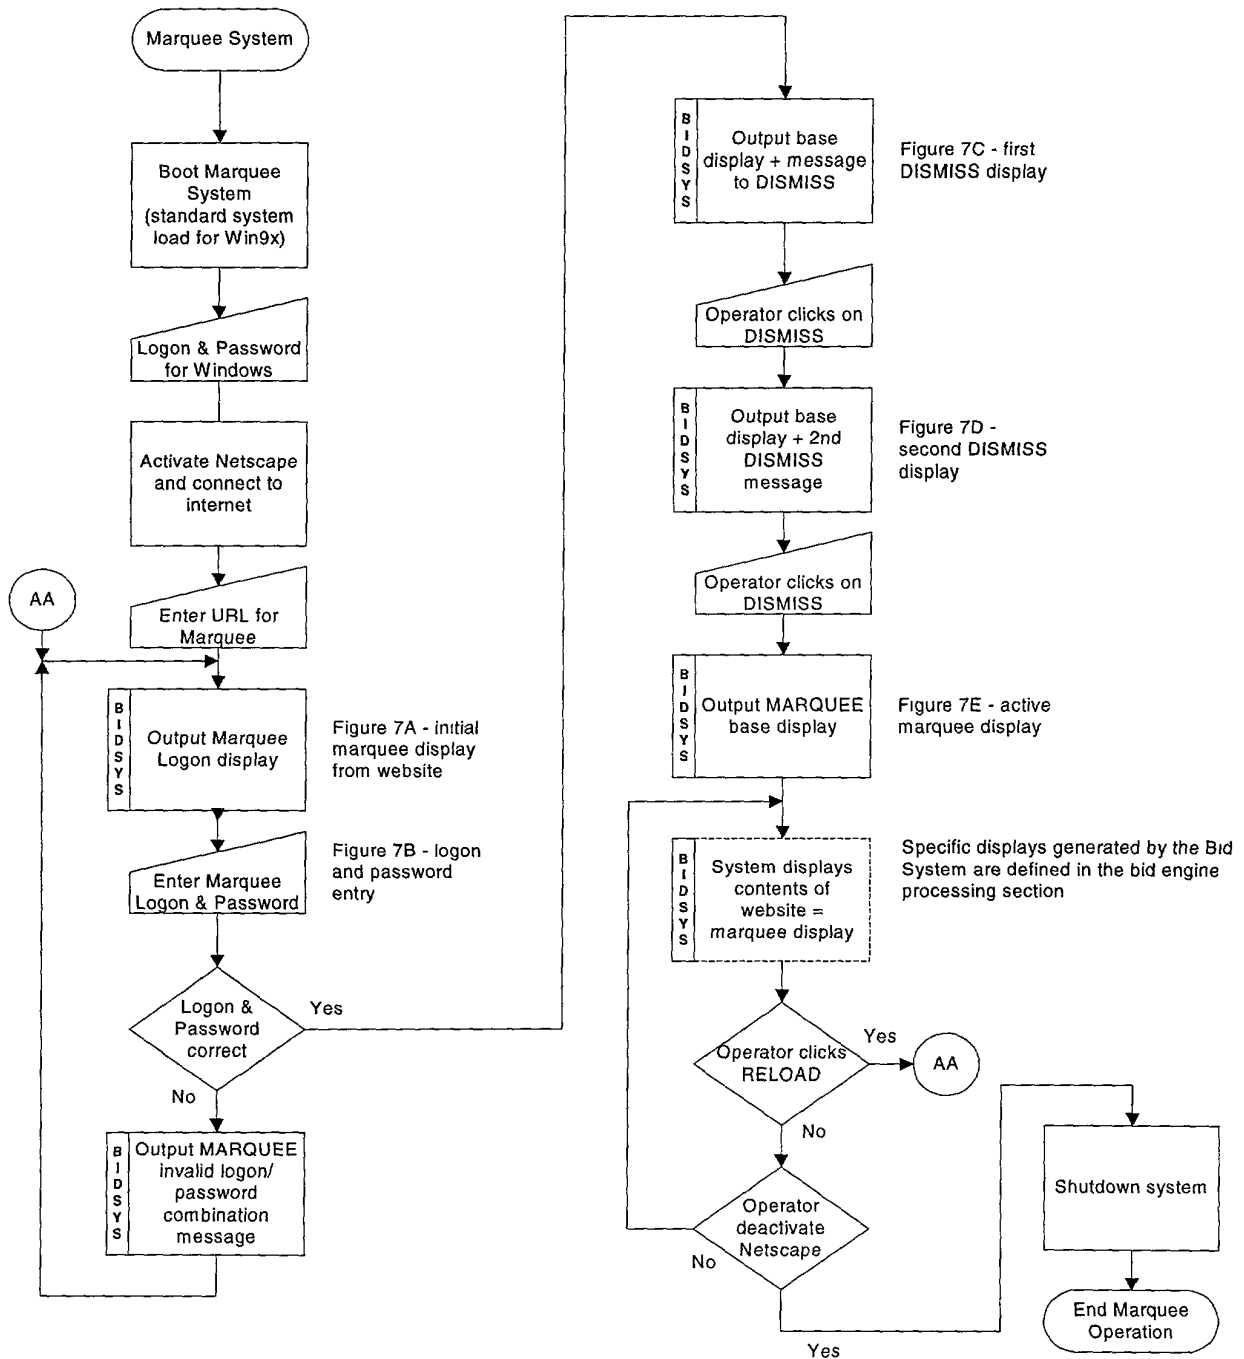 Marquee System
Boot Marquee
System
(standard system
load for Win9x)
Logon & Password
for Windows
Activate Netscape
and connect to
internet
AA
Enter URL for
Marquee
BIDSYS
Output Marquee
Logon display
Figure 7A - initial
marquee display
from website
Enter Marquee
Logon & Password
Figure 7B - logon
and password
entry
Logon &
Password
correct
Yes
No
BIDSYS
Output MARQUEE
invalid logon/
password
combination
message
BIDSYS
Output base
display + message
to DISMISS
Figure 7C - first
DISMISS display
Operator clicks on
DISMISS
BIDSYS
Output base
display + 2nd
DISMISS
message
Figure 7D -
second DISMISS
display
Operator clicks on
DISMISS
BIDSYS
Output MARQUEE
base display
Figure 7E - active
marquee display
BIDSYS
System displays
contents of
website =
marquee display
Specific displays generated by the Bid
System are defined in the bid engine
processing section
Operator clicks
RELOAD
Yes
AA
No
Operator
deactivate
Netscape
No
Yes
Shutdown system
End Marquee
Operation